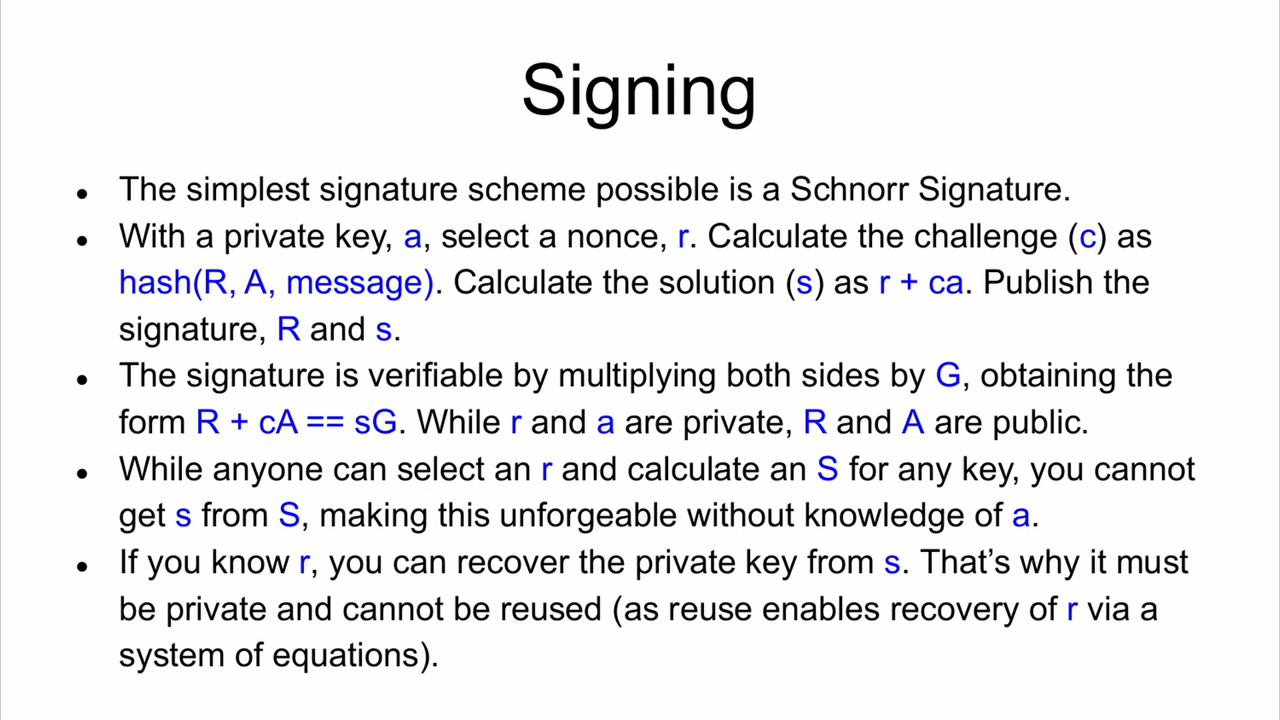 Signing
● The simplest signature scheme possible is a Schnorr Signature.
● With a private key, a, select a nonce, r. Calculate the challenge (c) as
hash(R, A, message). Calculate the solution (s) as r + ca. Publish the
signature, R and s.
● The signature is verifiable by multiplying both sides by G, obtaining the
form R + cA == sG. While r and a are private, R and A are public.
● While anyone can select an r and calculate an S for any key, you cannot
get s from S, making this unforgeable without knowledge of a.
● If you know r, you can recover the private key from s. That’s why it must
be private and cannot be reused (as reuse enables recovery of r via a
system of equations).